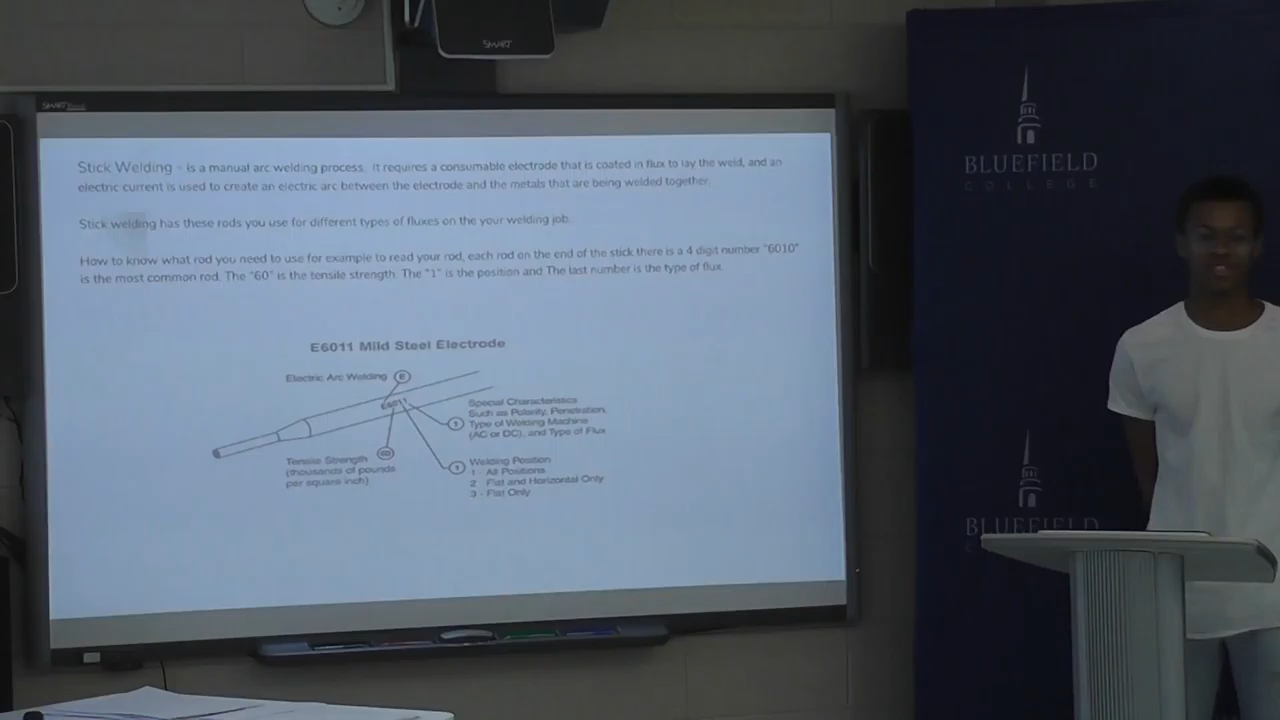 SMART
SMART
Stick Welding - is a manual arc welding process. It requires a consumable electrode that is coated in flux to lay the weld, and an
electric current is used to create an electric arc between the electrode and the metals that are being welded together.
Stick welding has these rods you use for different types of fluxes on the your welding job.
How to know what rod you need to use for example to read your rod, each rod on the end of the stick there is a 4 digit number "6010"
is the most common rod. The "60" is the tensile strength. The "1" is the position and The last number is the type of flux.
E6011 Mild Steel Electrode
Electric Arc Welding E
E6011
Special Characteristics
Such as Polarity, Penetration,
1 Type of Welding Machine
(AC or DC), and Type of Flux
60
Tensile Strength
(thousands of pounds
per square inch)
1 Welding Position
1 - All Positions
2 Flat and Horizontal Only
3 - Flat Only
BLUEFIELD
COLLEGE
BLUEFIELD